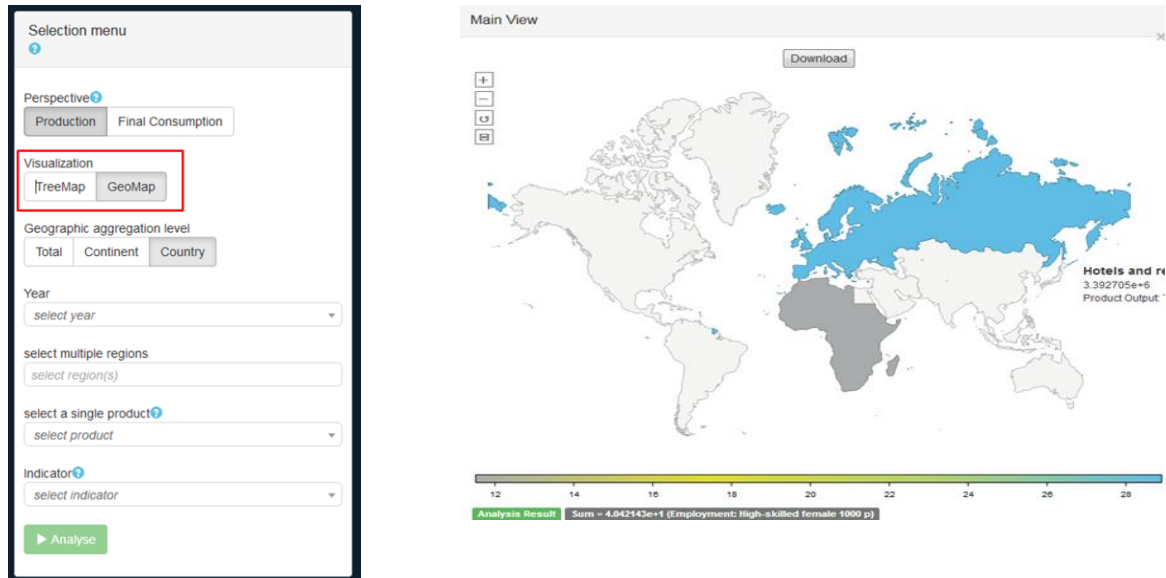 Selection menu
Perspective
Production Final Consumption
Visualization
TreeMap GeoMap
Geographic aggregation level
Total Continent Country
Year
select year
select multiple regions
select region(s)
select a single product
select product
Indicator
select indicator
Analyse
Main View
Download
Hotels and re
3.392705e+6
Product Output:
12 14 16 18 20 22 24 26 28
Analysis Result Sum = 4.042143e+1 (Employment: High-skilled female 1000 p)